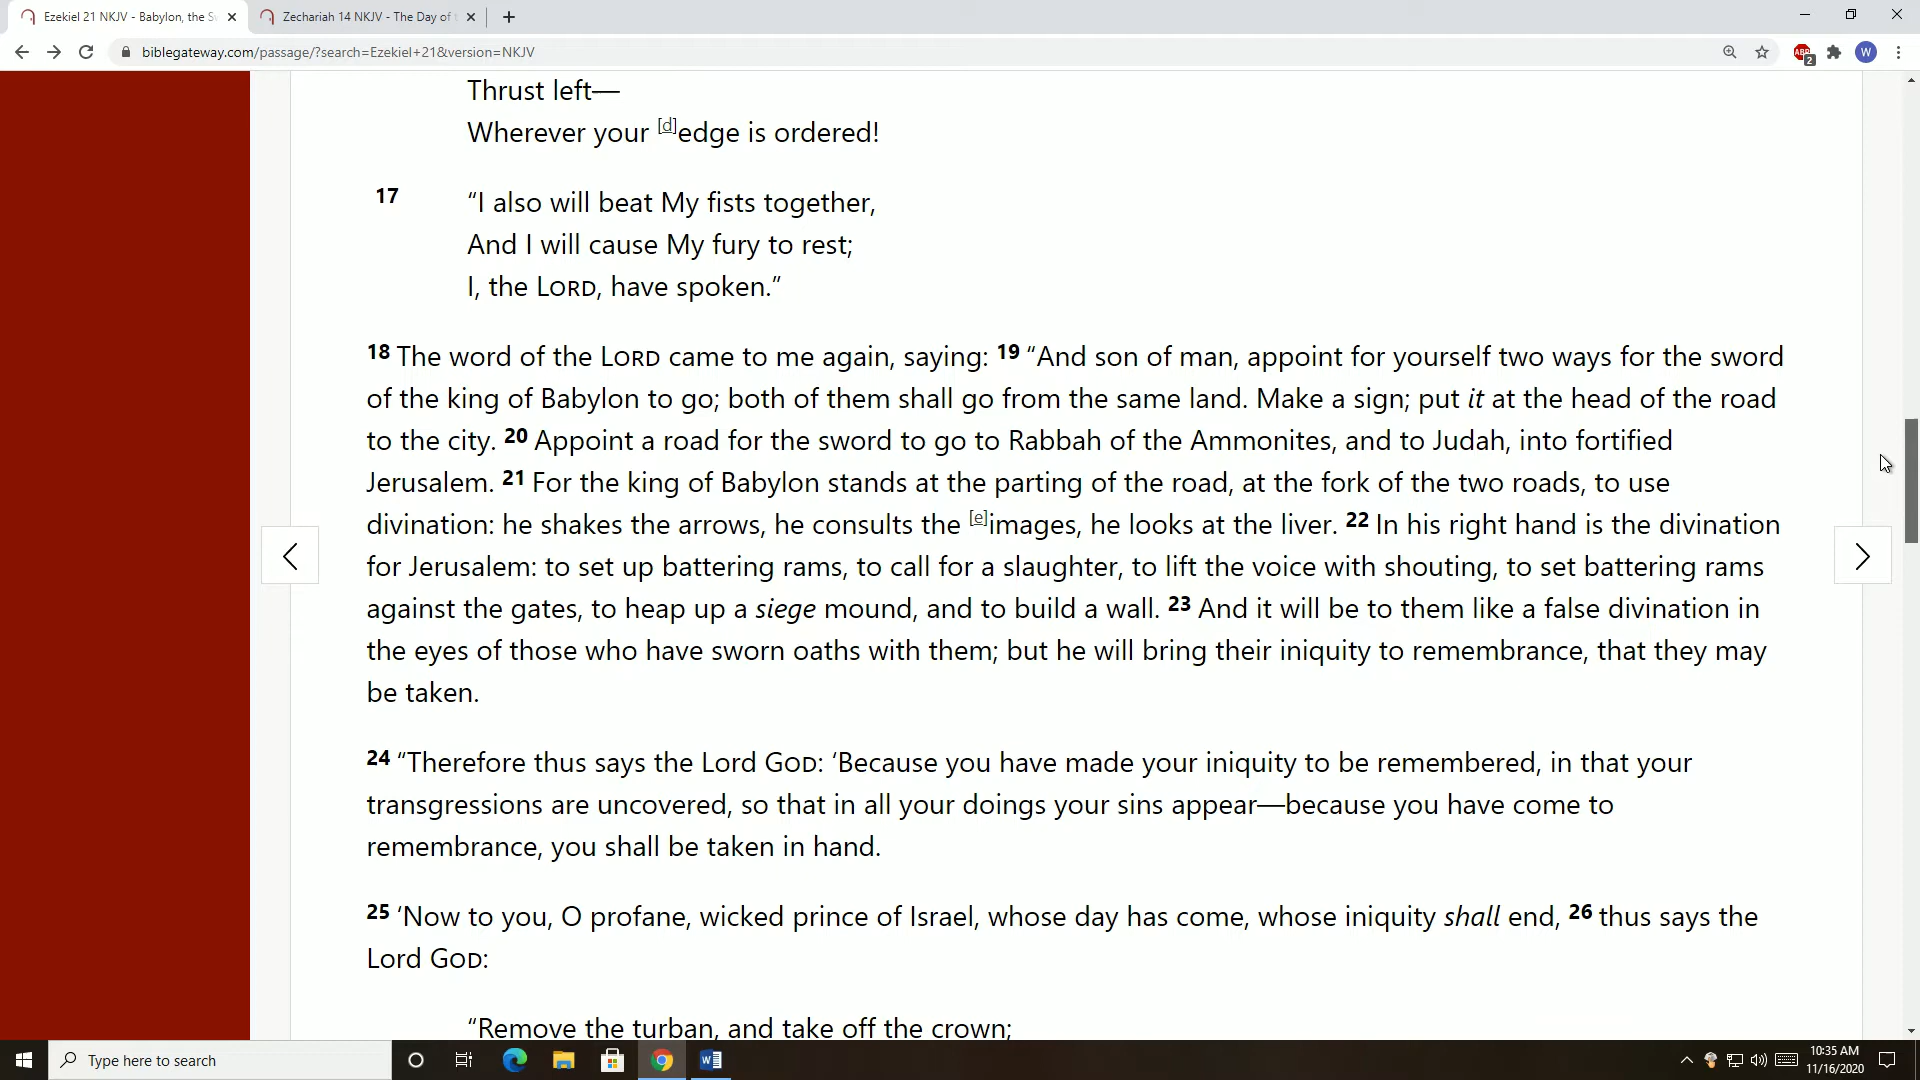 Ezekiel 21 NKJV - Babylon, the S
Zechariah 14 NKJV - The Day of t
biblegateway.com/passage/?search=Ezekiel+21&version=NKJV
ABP
2
W
Thrust left—
Wherever your [d]edge is ordered!
17 “I also will beat My fists together,
And I will cause My fury to rest;
I, the LORD, have spoken.”
18 The word of the LORD came to me again, saying: 19 “And son of man, appoint for yourself two ways for the sword
of the king of Babylon to go; both of them shall go from the same land. Make a sign; put it at the head of the road
to the city. 20 Appoint a road for the sword to go to Rabbah of the Ammonites, and to Judah, into fortified
Jerusalem. 21 For the king of Babylon stands at the parting of the road, at the fork of the two roads, to use
divination: he shakes the arrows, he consults the [e]images, he looks at the liver. 22 In his right hand is the divination
for Jerusalem: to set up battering rams, to call for a slaughter, to lift the voice with shouting, to set battering rams
against the gates, to heap up a siege mound, and to build a wall. 23 And it will be to them like a false divination in
the eyes of those who have sworn oaths with them; but he will bring their iniquity to remembrance, that they may
be taken.
24 “Therefore thus says the Lord GOD: ‘Because you have made your iniquity to be remembered, in that your
transgressions are uncovered, so that in all your doings your sins appear—because you have come to
remembrance, you shall be taken in hand.
25 ‘Now to you, O profane, wicked prince of Israel, whose day has come, whose iniquity shall end, 26 thus says the
Lord GOD:
“Remove the turban, and take off the crown;
Type here to search
10:35 AM
11/16/2020